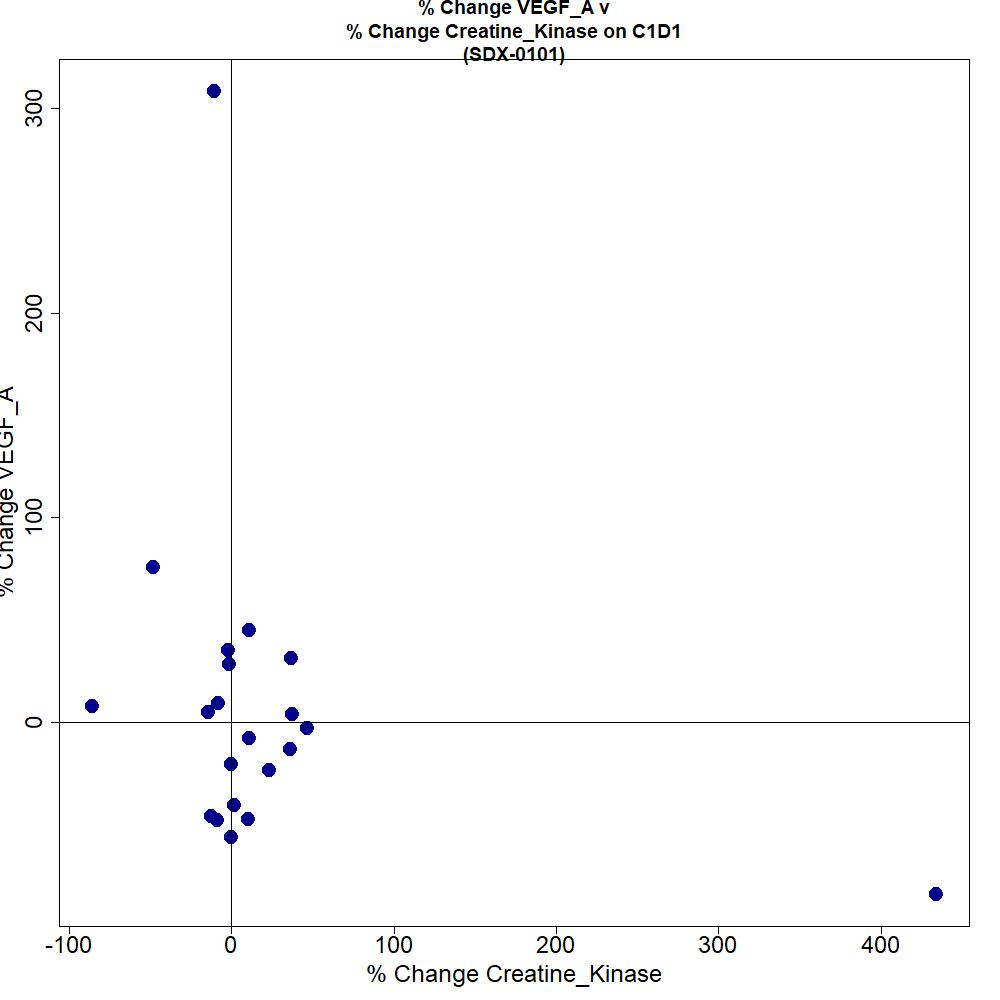 % Change VEGF_A v
% Change Creatine_Kinase on C1D1
(SDX-0101)
% Change VEGF_A
300
200
100
0
-100 0 100 200 300 400
% Change Creatine_Kinase